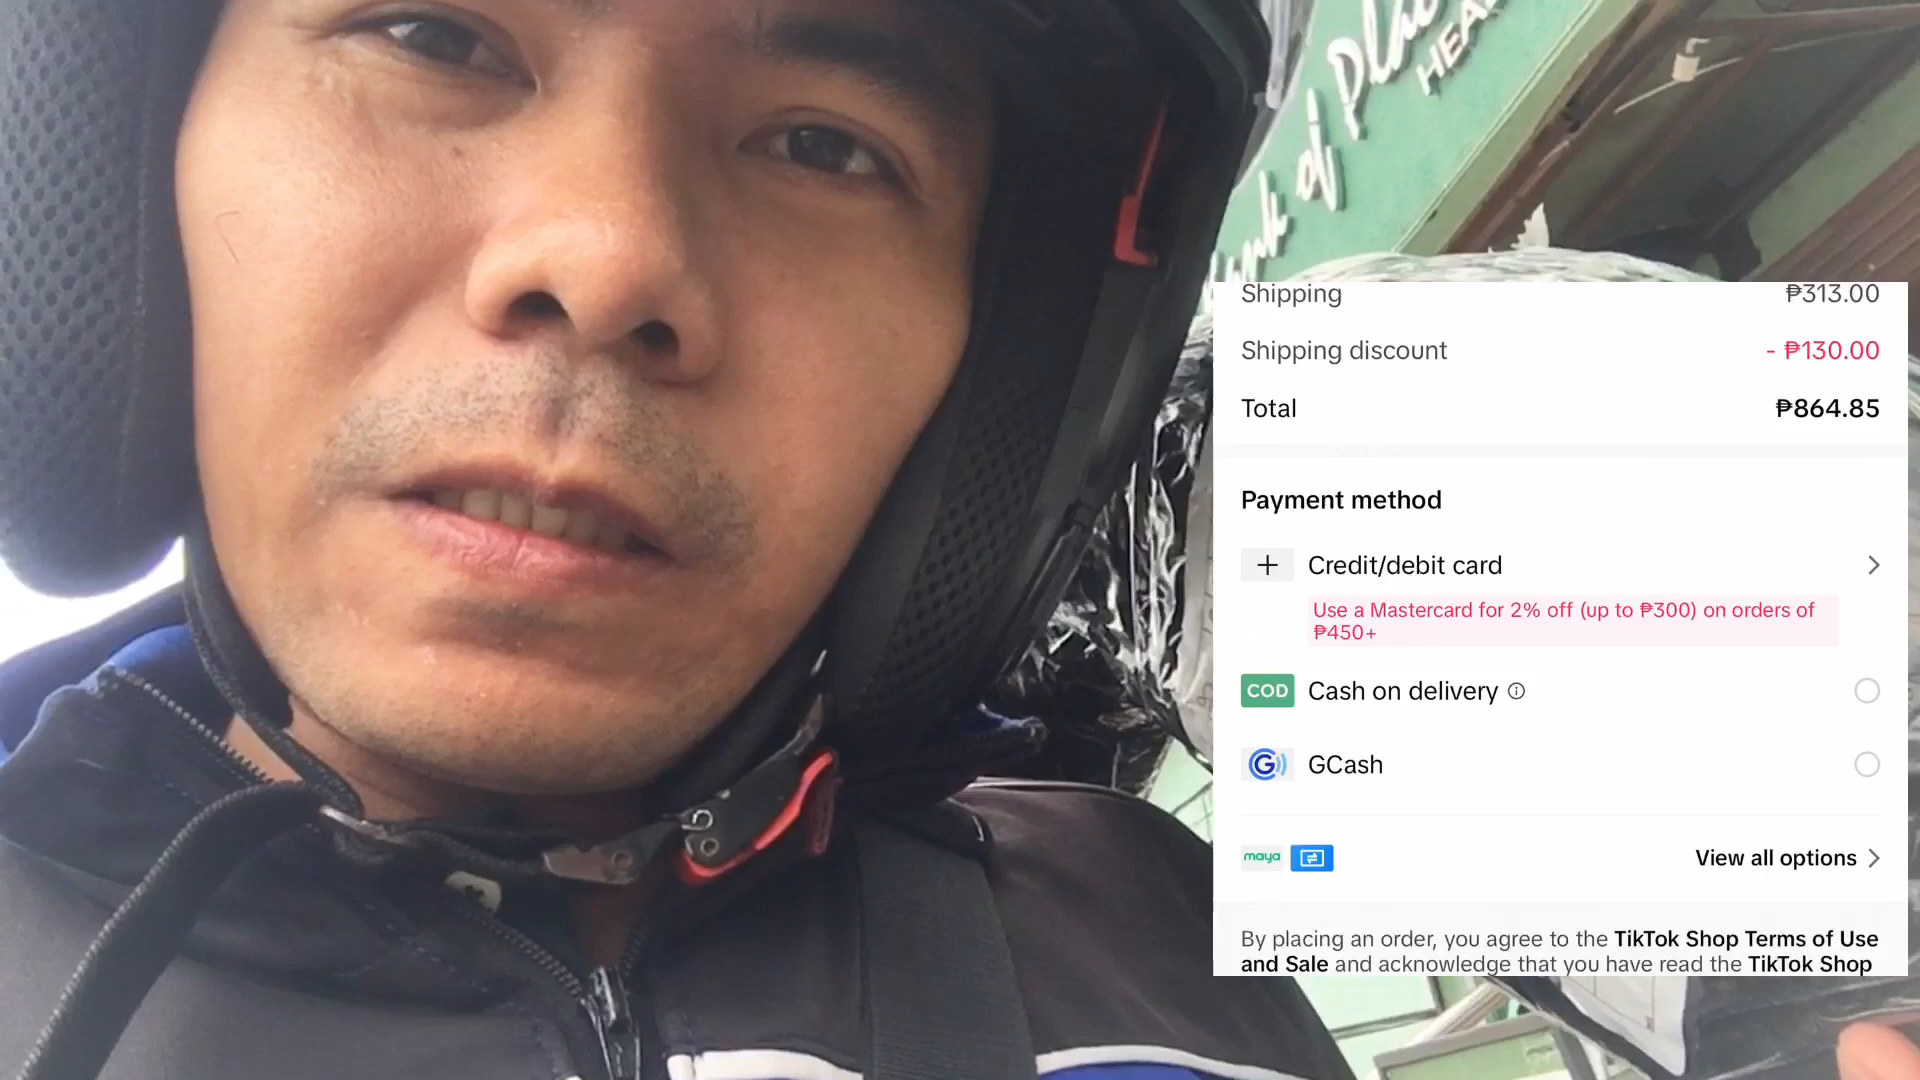 of Pla
HEA
Shipping ₱313.00
Shipping discount - ₱130.00
Total ₱864.85
Payment method
Credit/debit card
Use a Mastercard for 2% off (up to ₱300) on orders of
₱450+
COD Cash on delivery
GCash
maya View all options
By placing an order, you agree to the TikTok Shop Terms of Use
and Sale and acknowledge that you have read the TikTok Shop